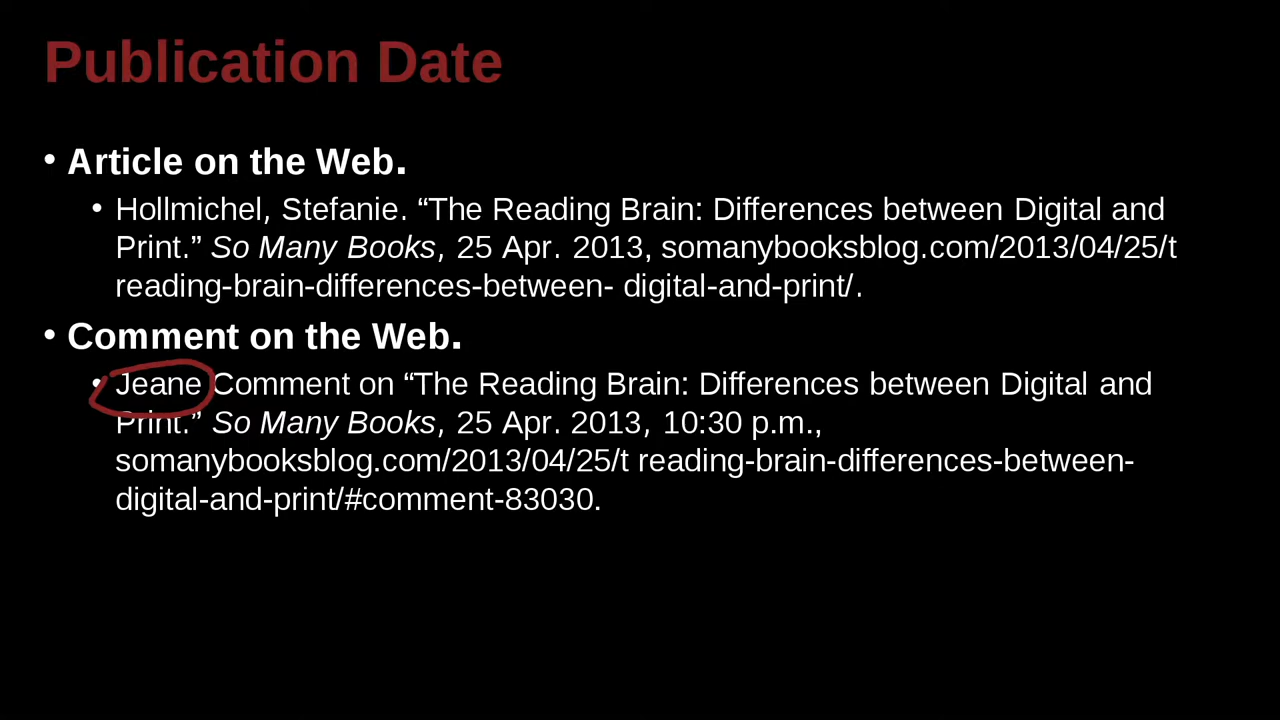 Publication Date
• Article on the Web.
• Hollmichel, Stefanie. “The Reading Brain: Differences between Digital and
Print.” So Many Books, 25 Apr. 2013, somanybooksblog.com/2013/04/25/t
reading-brain-differences-between- digital-and-print/.
• Comment on the Web.
• Jeane Comment on “The Reading Brain: Differences between Digital and
Print.” So Many Books, 25 Apr. 2013, 10:30 p.m.,
somanybooksblog.com/2013/04/25/t reading-brain-differences-between-
digital-and-print/#comment-83030.